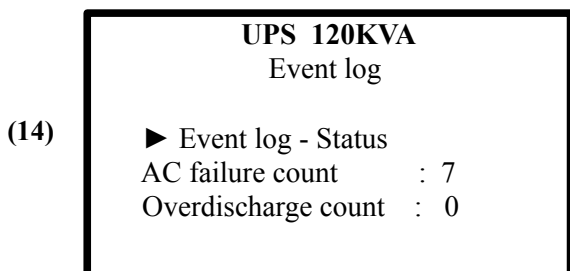 UPS 120KVA
Event log
(14)
► Event log - Status
AC failure count : 7
Overdischarge count : 0